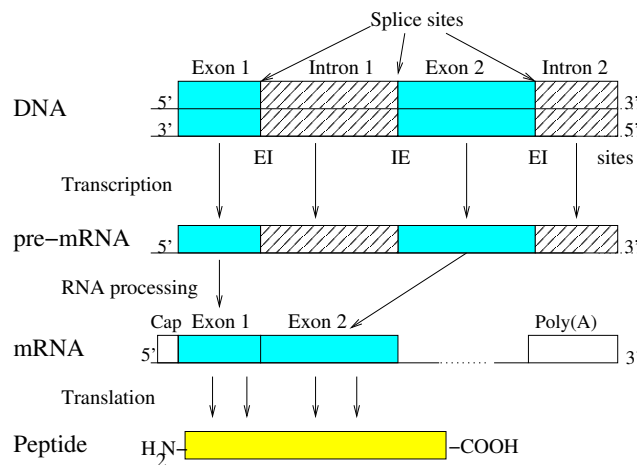 Splice sites
Exon 1 Intron 1 Exon 2 Intron 2
5’ 3’
DNA
3’ 5’
EI IE EI sites
Transcription
pre−mRNA
5’ 3’
RNA processing
Cap Exon 1 Exon 2 Poly(A)
mRNA
5’ 3’
Translation
Peptide H2N− −COOH